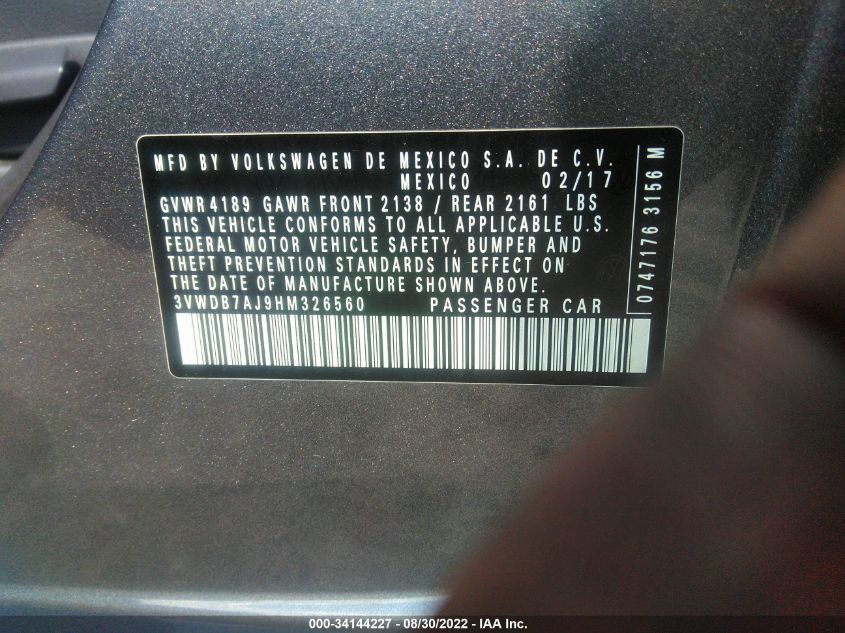 MFD BY VOLKSWAGEN DE MEXICO S.A. DE C.V.
MEXICO 02/17
GVWR 4189 GAWR FRONT 2138 / REAR 2161 LBS
THIS VEHICLE CONFORMS TO ALL APPLICABLE U.S.
FEDERAL MOTOR VEHICLE SAFETY, BUMPER AND
THEFT PREVENTION STANDARDS IN EFFECT ON
THE DATE OF MANUFACTURE SHOWN ABOVE.
3VWDB7AJ9HM326560 PASSENGER CAR
0747176 3156 M
000-34144227 - 08/30/2022 - IAA Inc.